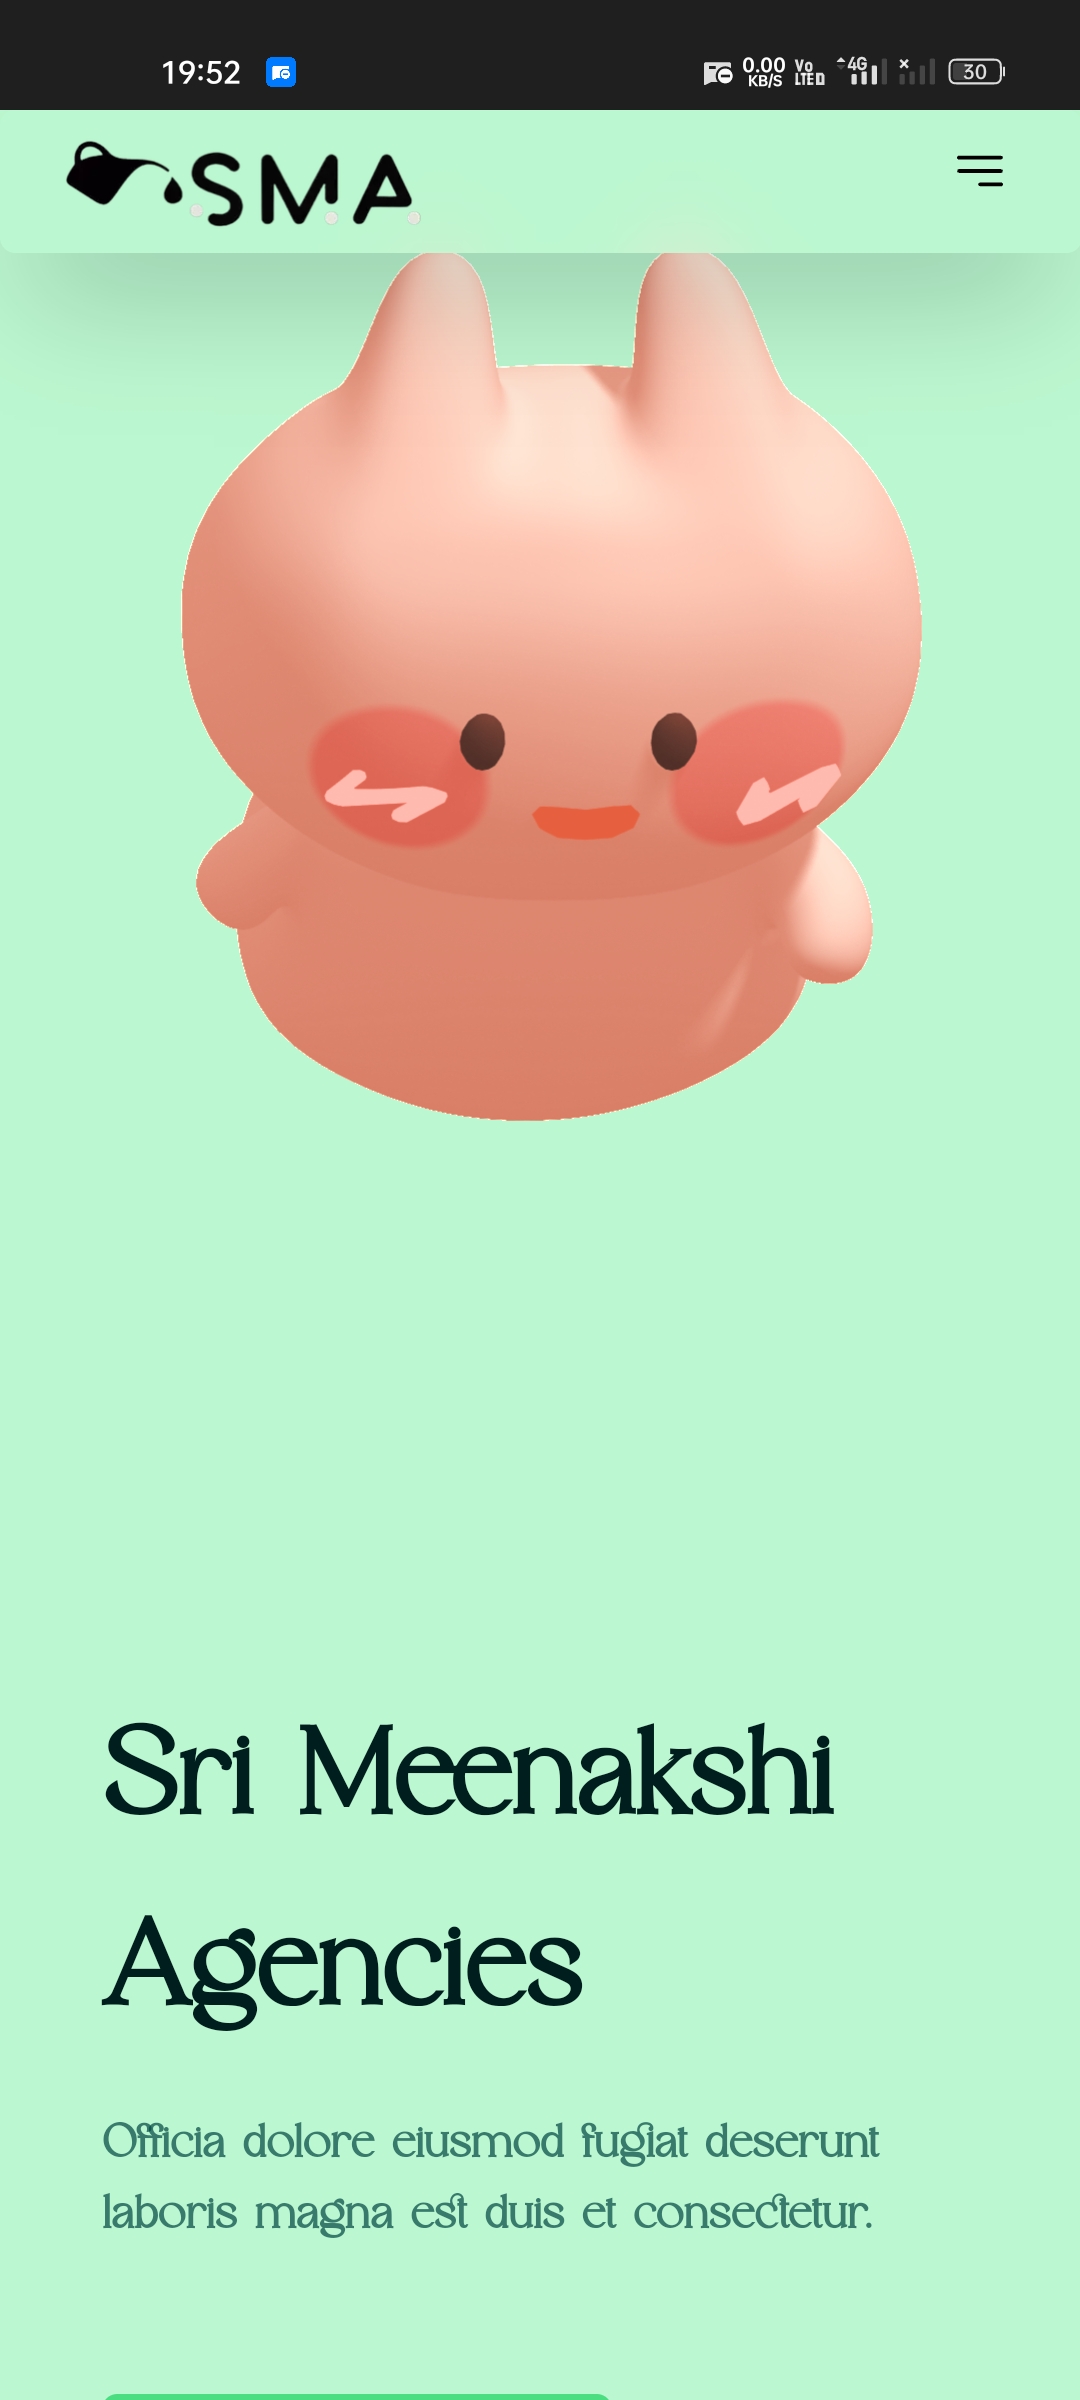 19:52
0.00
KB/S
Vo
LTE
4G
30
SMA
Sri Meenakshi
Agencies
Officia dolore eiusmod fugiat deserunt
laboris magna est duis et consectetur.